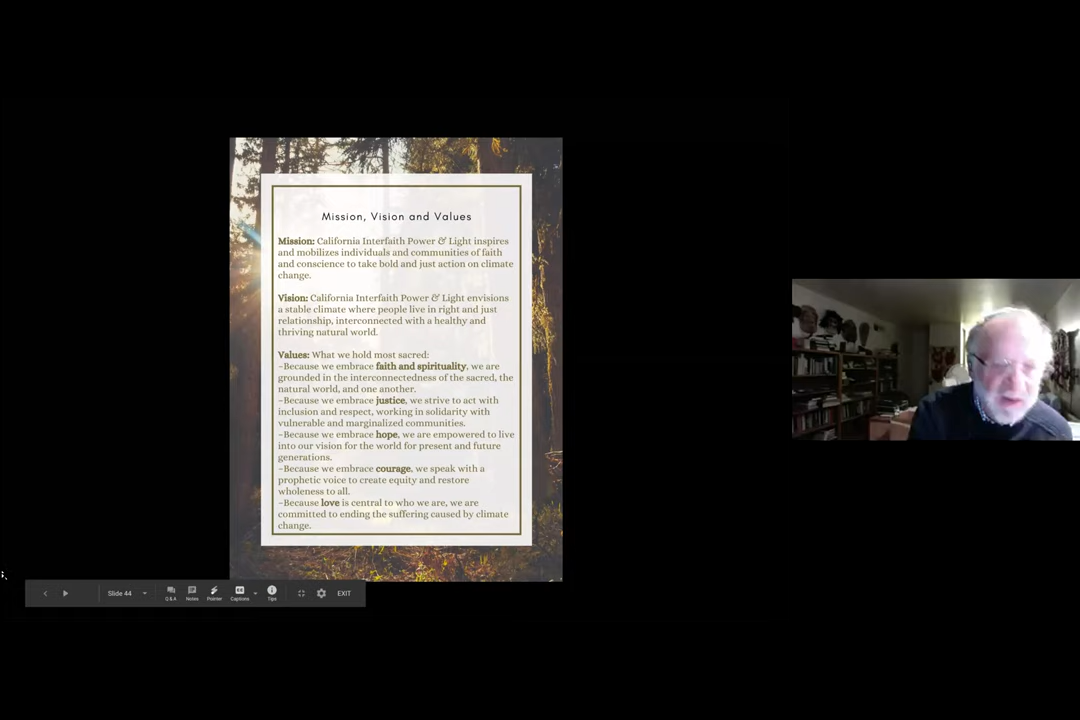 Mission, Vision and Values
Mission: California Interfaith Power & Light inspires
and mobilizes individuals and communities of faith
and conscience to take bold and just action on climate
change.
Vision: California Interfaith Power & Light envisions
a stable climate where people live in right and just
relationship, interconnected with a healthy and
thriving natural world.
Values: What we hold most sacred:
-Because we embrace faith and spirituality, we are
grounded in the interconnectedness of the sacred, the
natural world, and one another.
-Because we embrace justice, we strive to act with
inclusion and respect, working in solidarity with
vulnerable and marginalized communities.
-Because we embrace hope, we are empowered to live
into our vision for the world for present and future
generations.
-Because we embrace courage, we speak with a
prophetic voice to create equity and restore
wholeness to all.
-Because love is central to who we are, we are
committed to ending the suffering caused by climate
change.
Slide 44
Q & A Notes Pointer Captions Tips EXIT